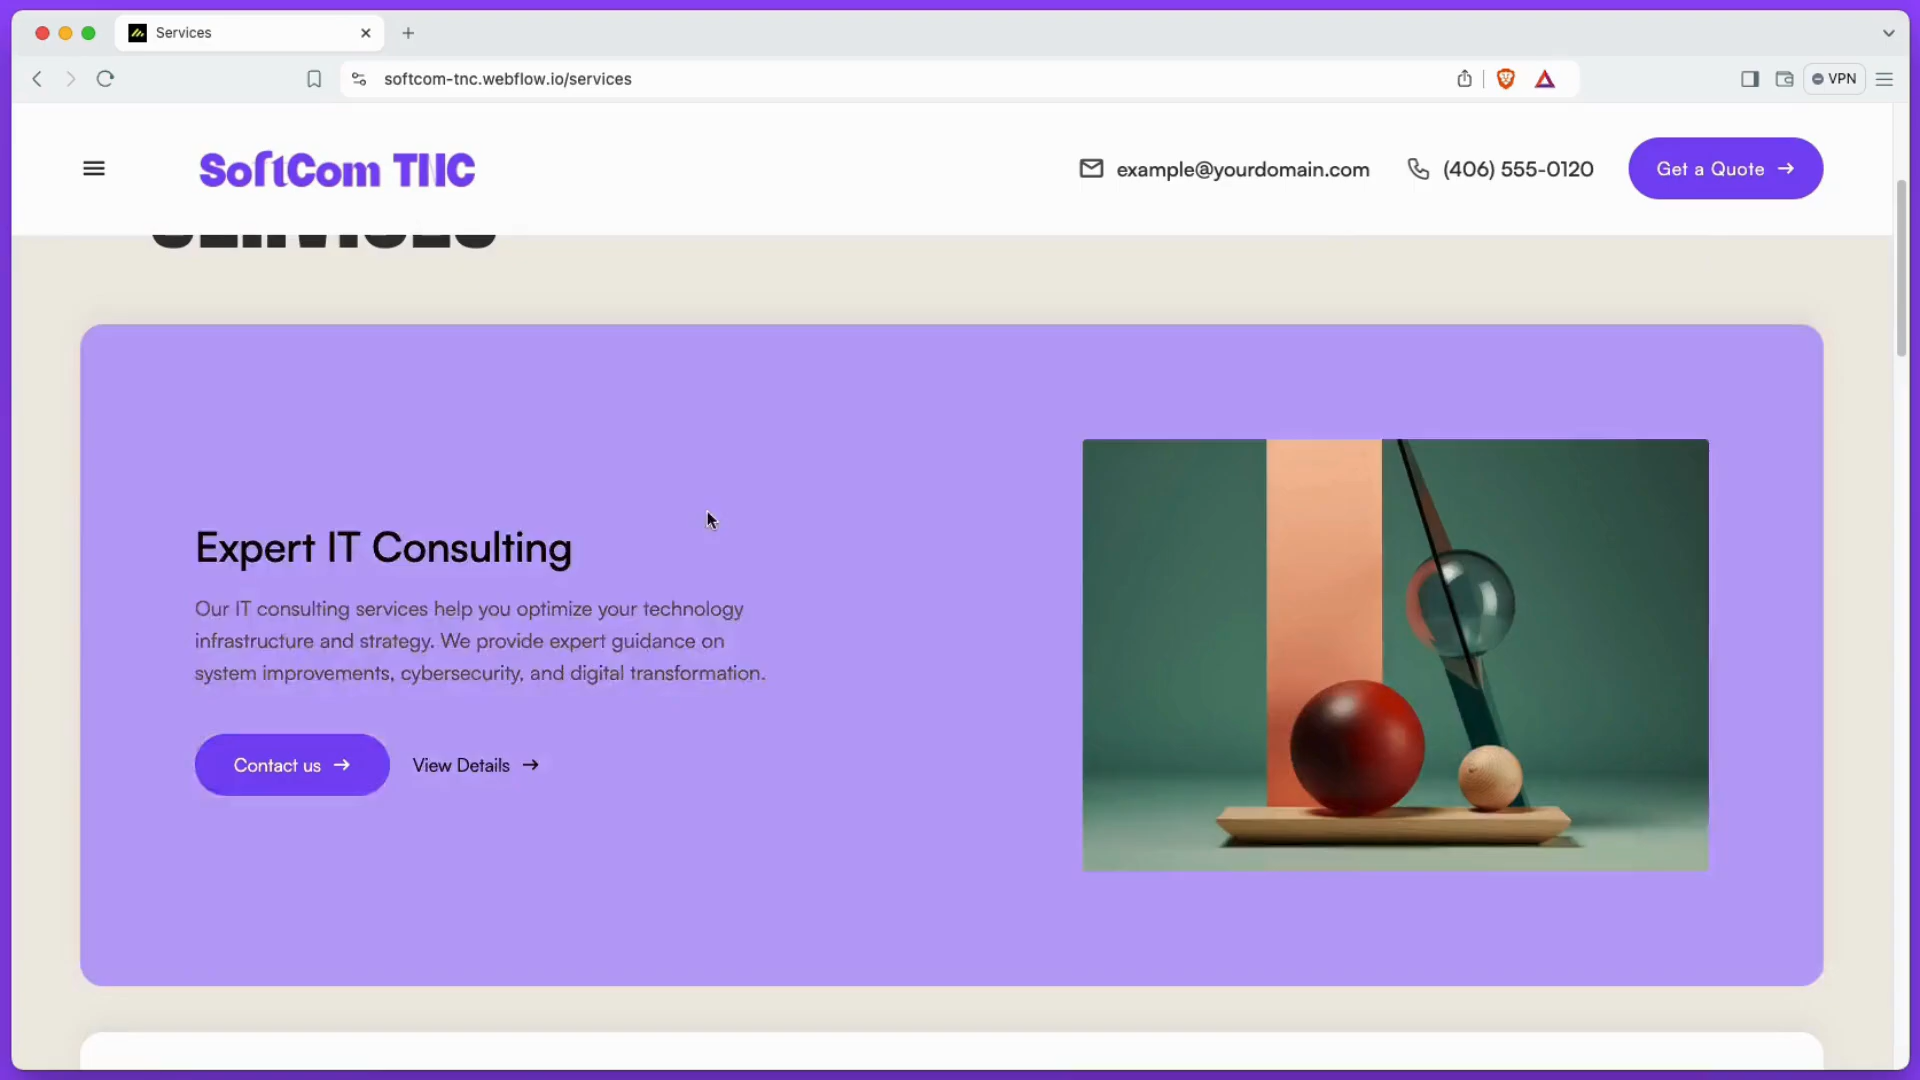 Services
softcom-tnc.webflow.io/services
VPN
SoftCom TNC
example@yourdomain.com
(406) 555-0120
Get a Quote →
SERVICES
Expert IT Consulting
Our IT consulting services help you optimize your technology
infrastructure and strategy. We provide expert guidance on
system improvements, cybersecurity, and digital transformation.
Contact us →
View Details →